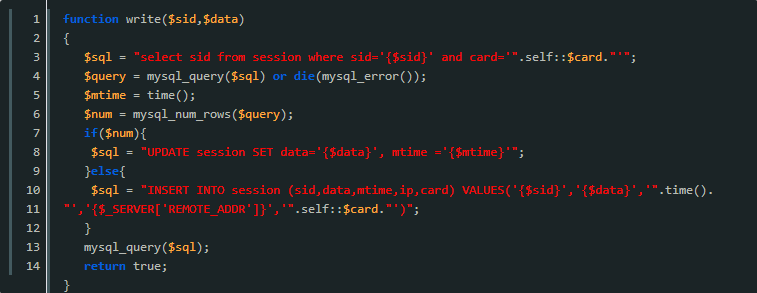 1 function write($sid,$data)
2 {
3 $sql = "select sid from session where sid='{$sid}' and card='".self::$card."'";
4 $query = mysql_query($sql) or die(mysql_error());
5 $mtime = time();
6 $num = mysql_num_rows($query);
7 if($num){
8 $sql = "UPDATE session SET data='{$data}', mtime ='{$mtime}'";
9 }else{
10 $sql = "INSERT INTO session (sid,data,mtime,ip,card) VALUES('{$sid}','{$data}','".time().
11 "','{$_SERVER['REMOTE_ADDR']}','".self::$card."')";
12 }
13 mysql_query($sql);
14 return true;
}